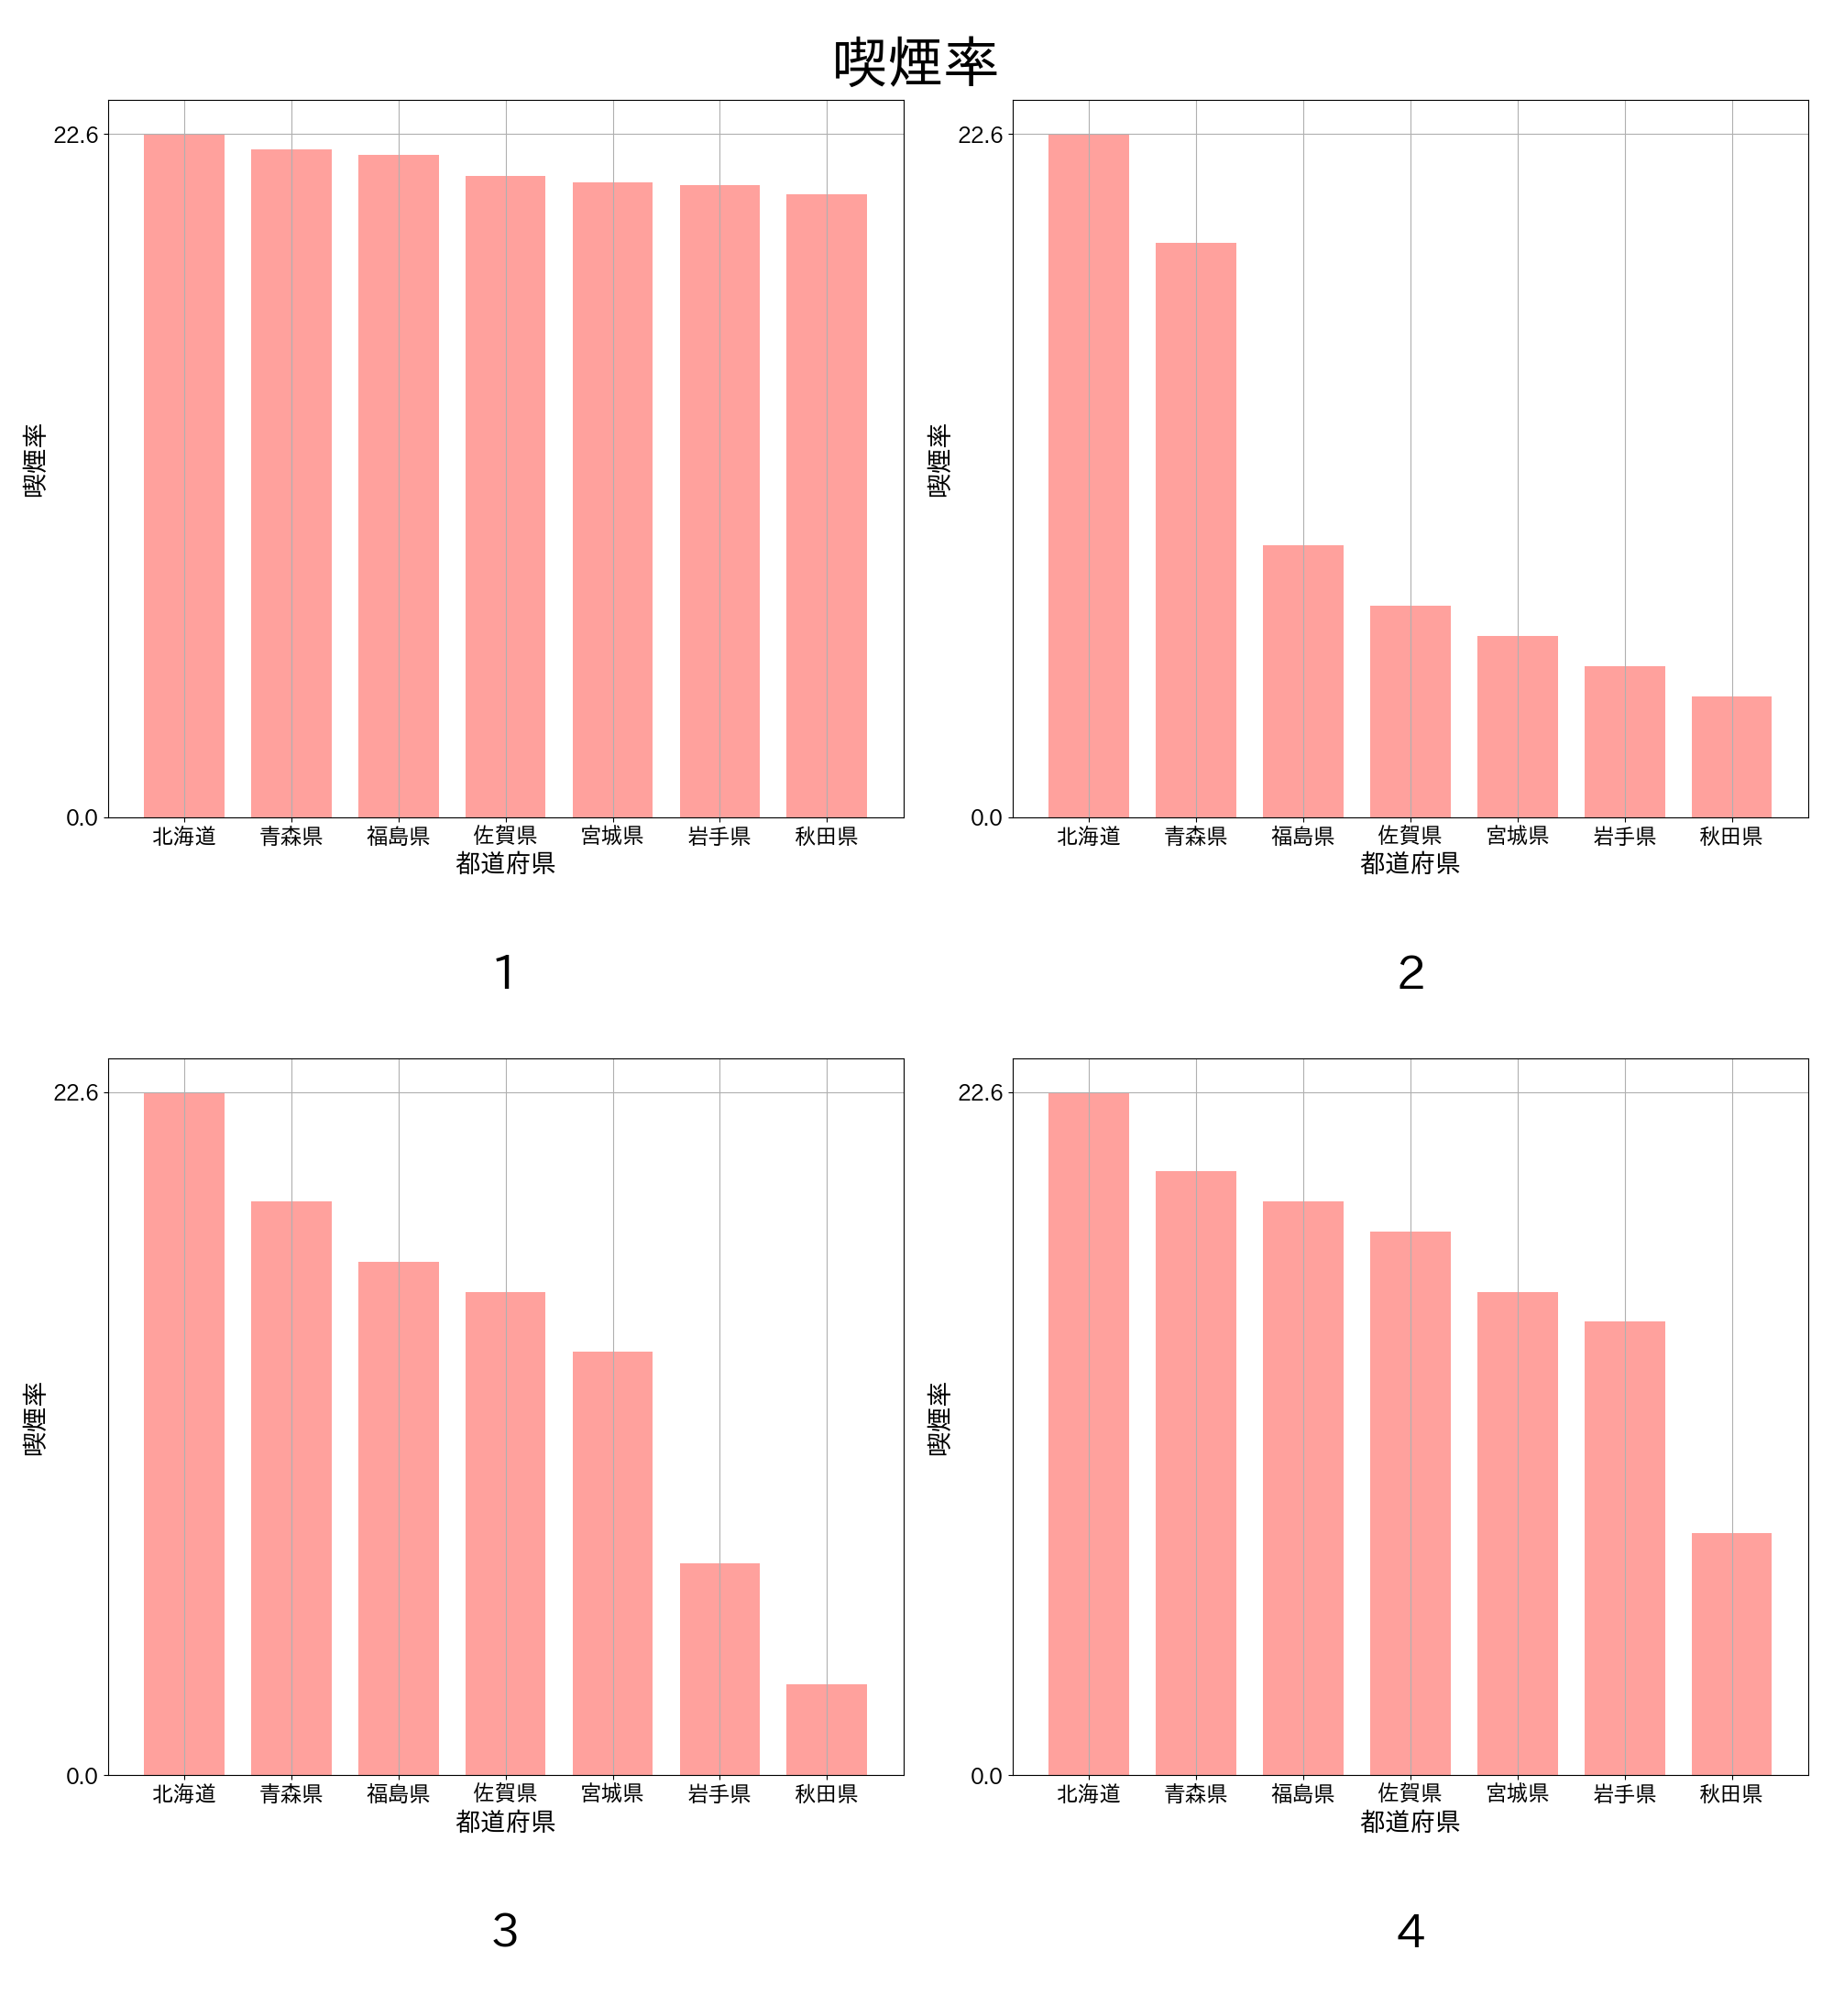 喫煙率
22.6
喫煙率
0.0
北海道 青森県 福島県 佐賀県 宮城県 岩手県 秋田県
都道府県
1
22.6
喫煙率
0.0
北海道 青森県 福島県 佐賀県 宮城県 岩手県 秋田県
都道府県
2
22.6
喫煙率
0.0
北海道 青森県 福島県 佐賀県 宮城県 岩手県 秋田県
都道府県
3
22.6
喫煙率
0.0
北海道 青森県 福島県 佐賀県 宮城県 岩手県 秋田県
都道府県
4